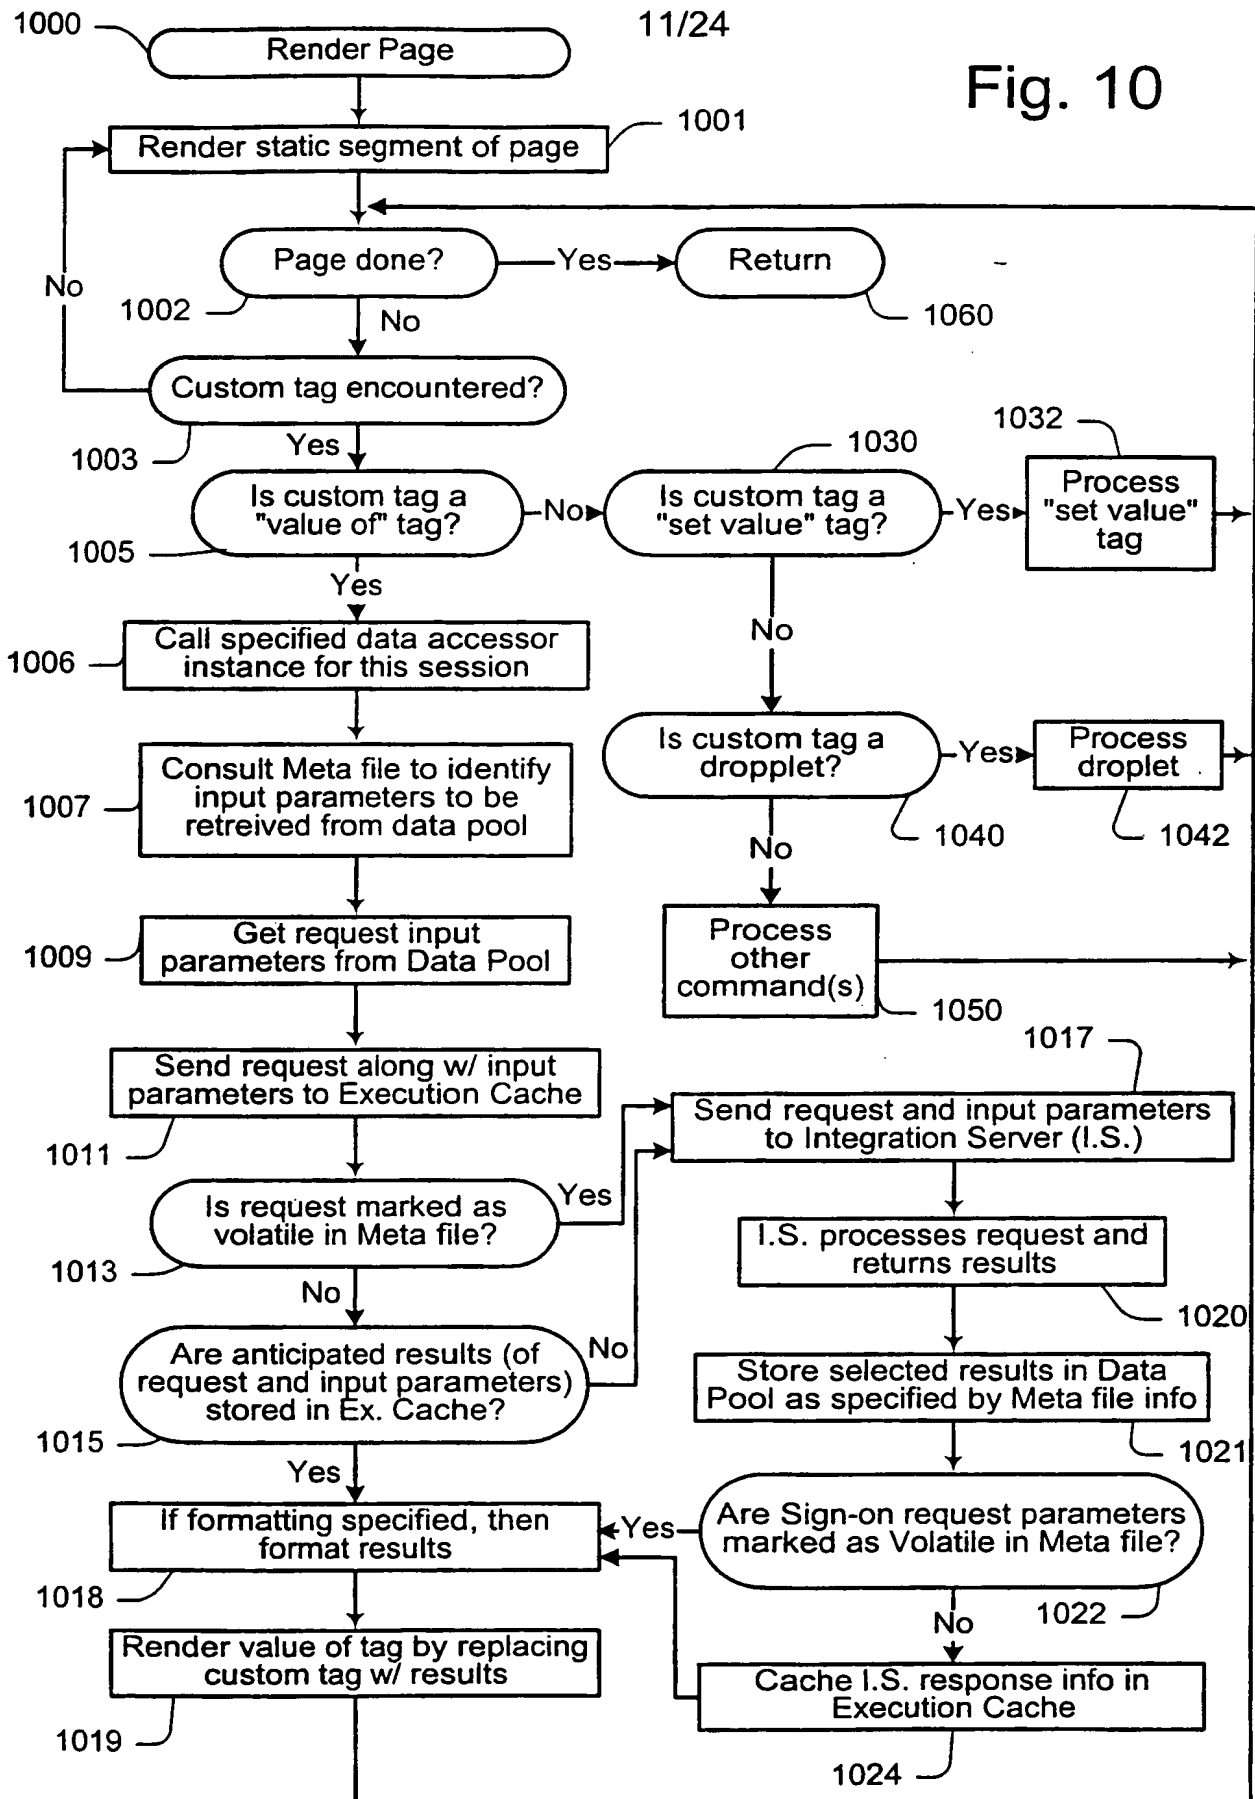 11/24
Fig. 10
1000
Render Page
1001
Render static segment of page
Page done?
Yes
Return
1002
No
1060
No
Custom tag encountered?
1003
Yes
Is custom tag a
"value of" tag?
1005
No
1030
Is custom tag a
"set value" tag?
Yes
1032
Process
"set value"
tag
Yes
No
1006
Call specified data accessor
instance for this session
Is custom tag a
dropplet?
1040
Yes
Process
droplet
1042
1007
Consult Meta file to identify
input parameters to be
retreived from data pool
No
1009
Get request input
parameters from Data Pool
Process
other
command(s)
1050
1011
Send request along w/ input
parameters to Execution Cache
1017
Send request and input parameters
to Integration Server (I.S.)
Is request marked as
volatile in Meta file?
1013
Yes
No
I.S. processes request and
returns results
1020
Are anticipated results (of
request and input parameters)
stored in Ex. Cache?
1015
No
Yes
Store selected results in Data
Pool as specified by Meta file info
1021
If formatting specified, then
format results
1018
Are Sign-on request parameters
marked as Volatile in Meta file?
Yes
1022
No
Render value of tag by replacing
custom tag w/ results
1019
Cache I.S. response info in
Execution Cache
1024